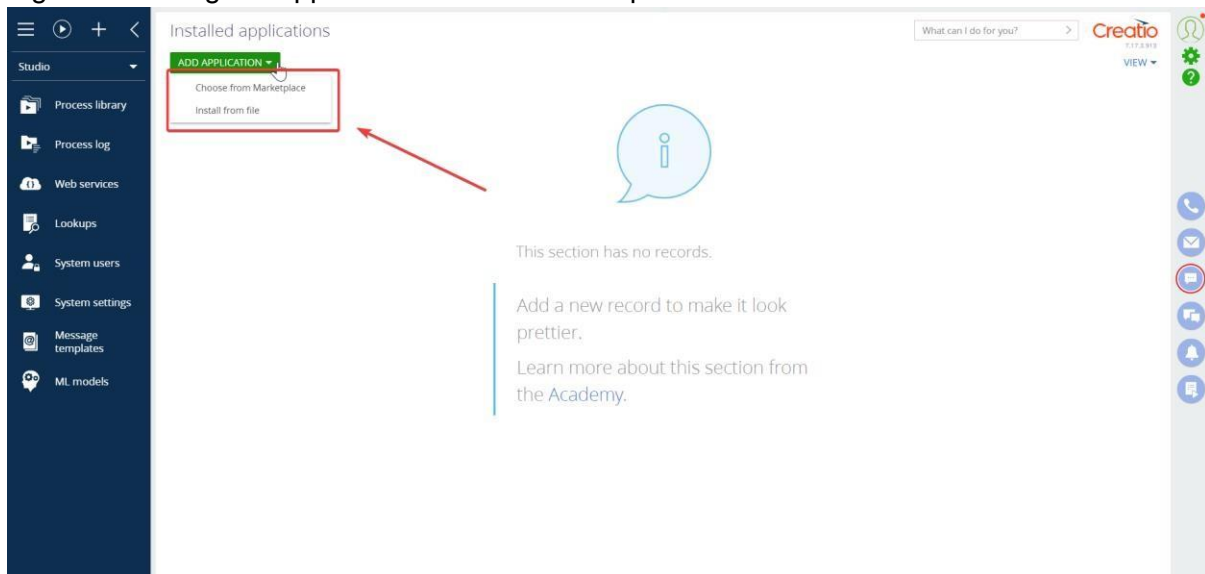 Installed applications
What can I do for you?
Creatio
Studio
ADD APPLICATION
VIEW
Choose from Marketplace
Install from file
Process library
Process log
Web services
Lookups
System users
System settings
Message
templates
ML models
This section has no records.
Add a new record to make it look
prettier.
Learn more about this section from
the Academy.